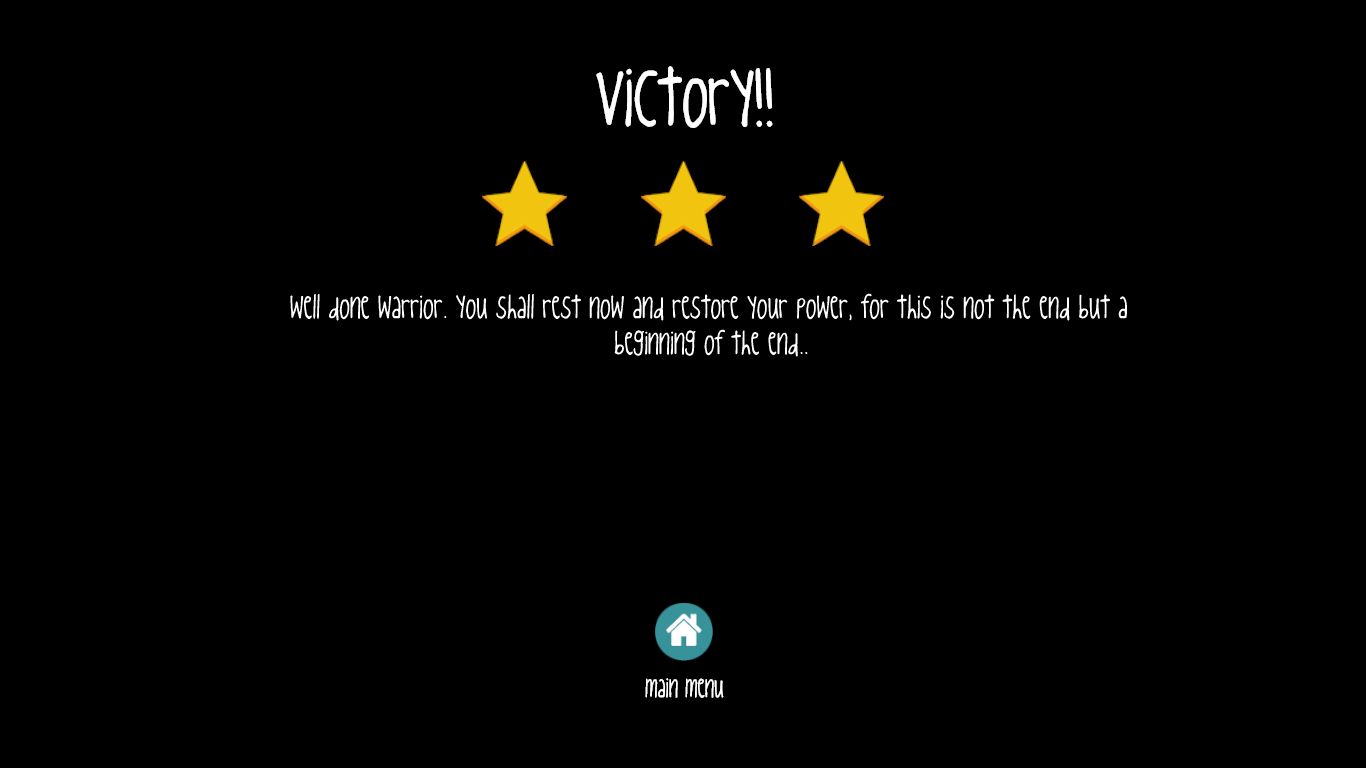 Victory!!
Well done Warrior. You shall rest now and restore your power, for this is not the end but a
beginning of the end..
main menu